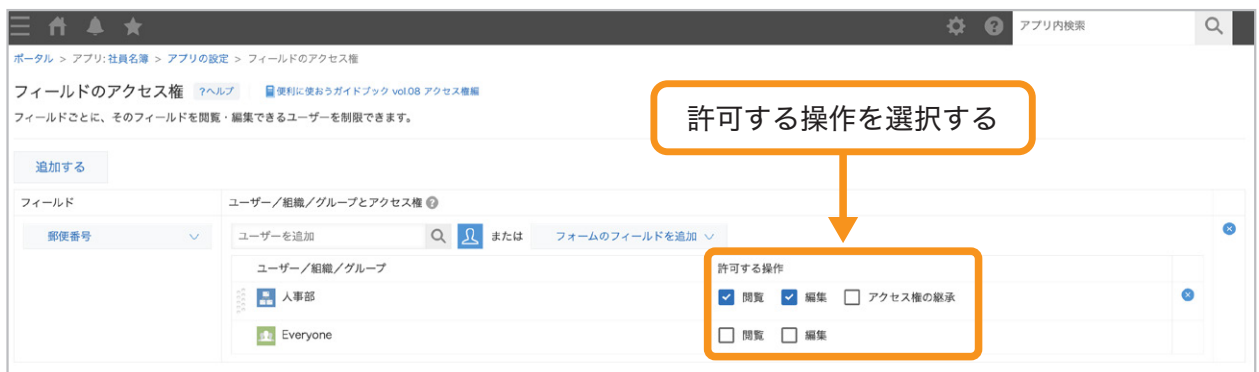 アプリ内検索
ポータル > アプリ: 社員名簿 > アプリの設定 > フィールドのアクセス権
フィールドのアクセス権 ?ヘルプ 便利に使おうガイドブック vol.08 アクセス権編
フィールドごとに、そのフィールドを閲覧・編集できるユーザーを制限できます。
許可する操作を選択する
追加する
フィールド ユーザー／組織／グループとアクセス権
郵便番号 ユーザーを追加 または フォームのフィールドを追加
ユーザー／組織／グループ 許可する操作
人事部 閲覧 編集 アクセス権の継承
Everyone 閲覧 編集